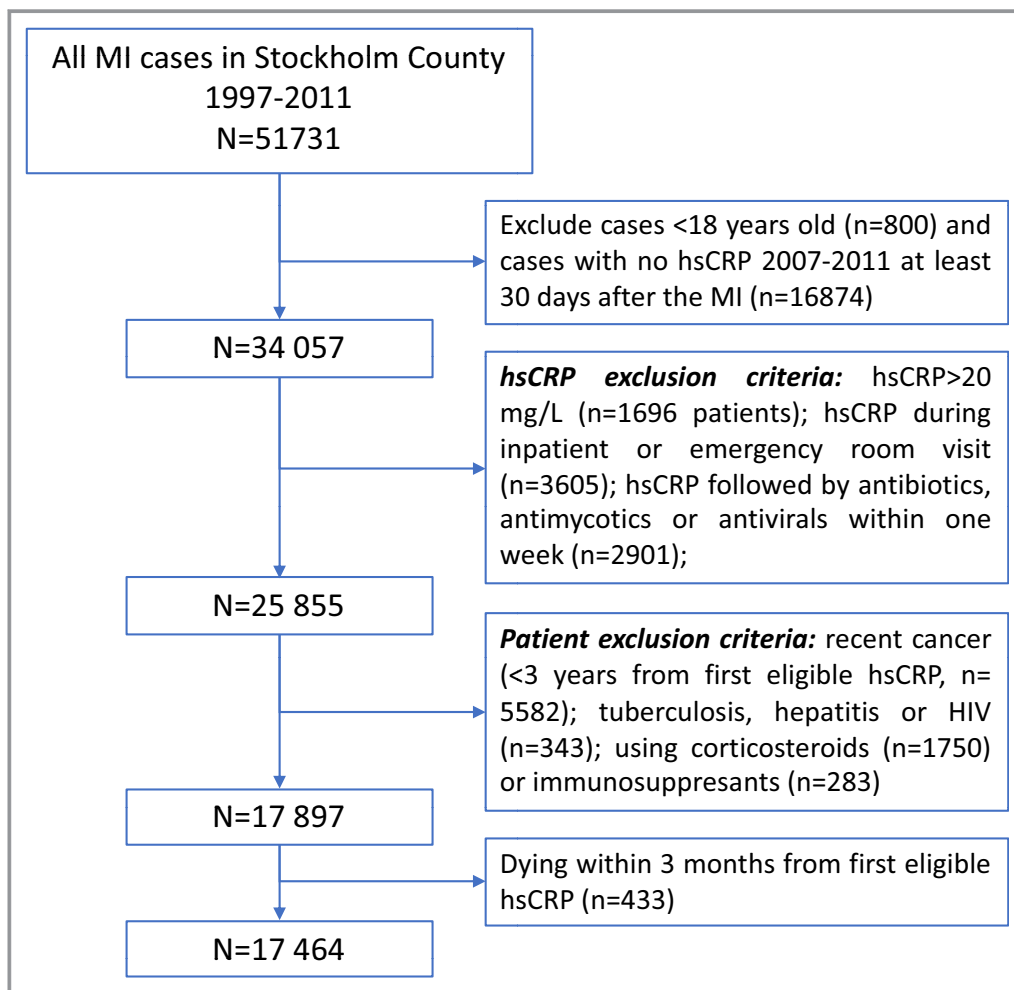 All MI cases in Stockholm County
1997-2011
N=51731
Exclude cases <18 years old (n=800) and
cases with no hsCRP 2007-2011 at least
30 days after the MI (n=16874)
N=34 057
hsCRP exclusion criteria: hsCRP>20
mg/L (n=1696 patients); hsCRP during
inpatient or emergency room visit
(n=3605); hsCRP followed by antibiotics,
antimycotics or antivirals within one
week (n=2901);
N=25 855
Patient exclusion criteria: recent cancer
(<3 years from first eligible hsCRP, n=
5582); tuberculosis, hepatitis or HIV
(n=343); using corticosteroids (n=1750)
or immunosuppresants (n=283)
N=17 897
Dying within 3 months from first eligible
hsCRP (n=433)
N=17 464